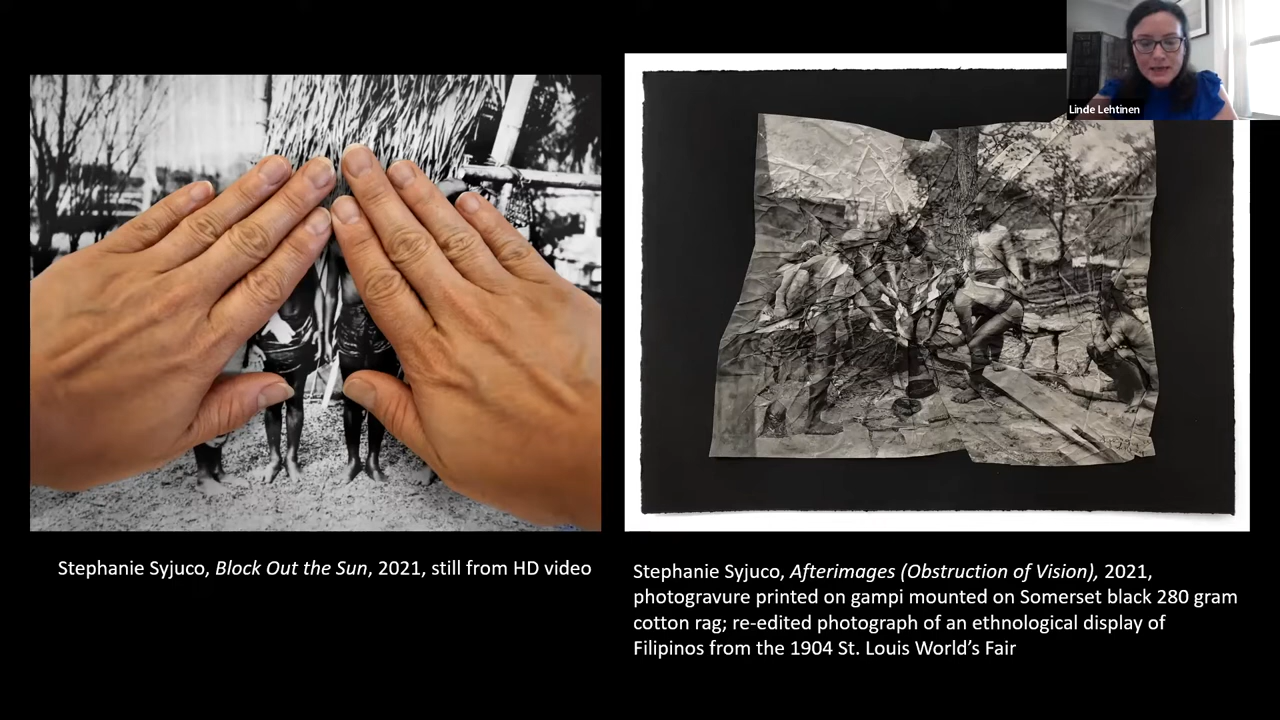 Linde Lehtinen
Stephanie Syjuco, Block Out the Sun, 2021, still from HD video
Stephanie Syjuco, Afterimages (Obstruction of Vision), 2021,
photogravure printed on gampi mounted on Somerset black 280 gram
cotton rag; re-edited photograph of an ethnological display of
Filipinos from the 1904 St. Louis World’s Fair